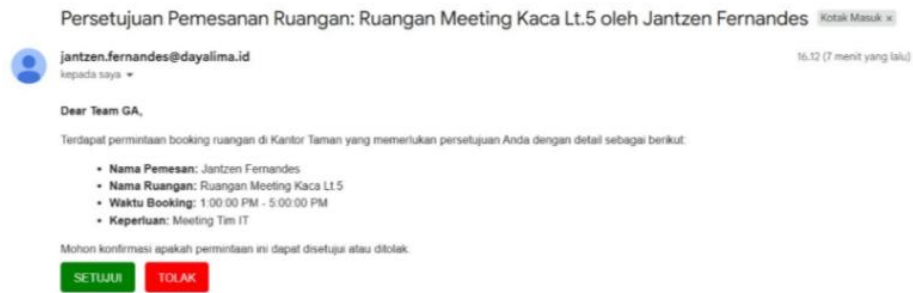 Persetujuan Pemesanan Ruangan: Ruangan Meeting Kaca Lt.5 oleh Jantzen Fernandes Kotak Masuk ×
jantzen.fernandes@dayalima.id 16.12 (7 menit yang lalu)
kepada saya
Dear Team GA,
Terdapat permintaan booking ruangan di Kantor Taman yang memerlukan persetujuan Anda dengan detail sebagai berikut:
• Nama Pemesan: Jantzen Fernandes
• Nama Ruangan: Ruangan Meeting Kaca Lt.5
• Waktu Booking: 1:00:00 PM - 5:00:00 PM
• Keperluan: Meeting Tim IT
Mohon konfirmasi apakah permintaan ini dapat disetujui atau ditolak.
SETUJUI TOLAK